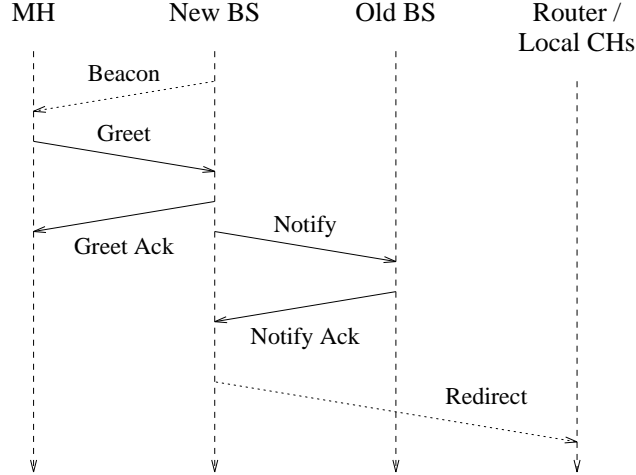 MH
New BS
Old BS
Router /
Local CHs
Beacon
Greet
Greet Ack
Notify
Notify Ack
Redirect